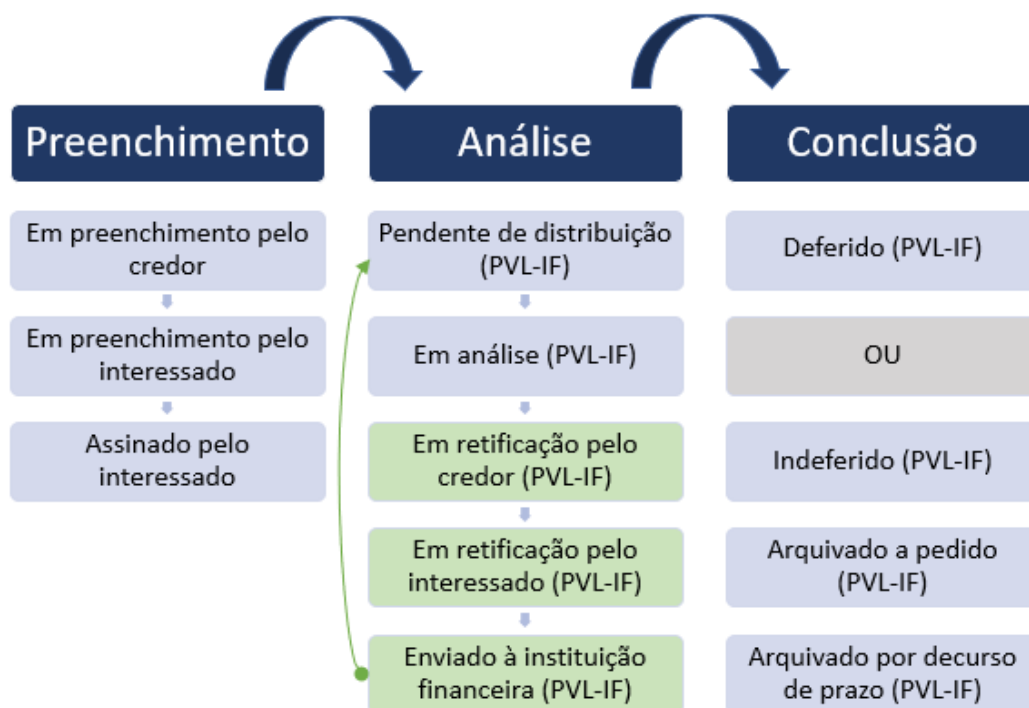 Preenchimento
Em preenchimento pelo
credor
Em preenchimento pelo
interessado
Assinado pelo
interessado
Análise
Pendente de distribuição
(PVL-IF)
Em análise (PVL-IF)
Em retificação pelo
credor (PVL-IF)
Em retificação pelo
interessado (PVL-IF)
Enviado à instituição
financeira (PVL-IF)
Conclusão
Deferido (PVL-IF)
OU
Indeferido (PVL-IF)
Arquivado a pedido
(PVL-IF)
Arquivado por decurso
de prazo (PVL-IF)